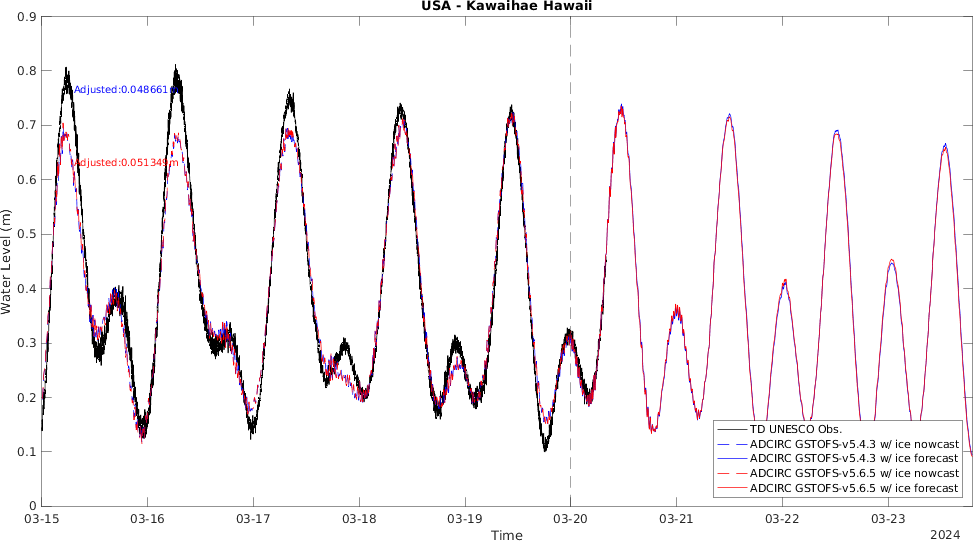 USA - Kawaihae Hawaii
0.9
0.8
0.7
0.6
0.5
0.4
0.3
0.2
0.1
0
Water Level (m)
Adjusted:0.048661m
Adjusted:0.051349m
TD UNESCO Obs.
ADCIRC GSTOFS-v5.4.3 w/ ice nowcast
ADCIRC GSTOFS-v5.4.3 w/ ice forecast
ADCIRC GSTOFS-v5.6.5 w/ ice nowcast
ADCIRC GSTOFS-v5.6.5 w/ ice forecast
03-15 03-16 03-17 03-18 03-19 03-20 03-21 03-22 03-23
Time
2024